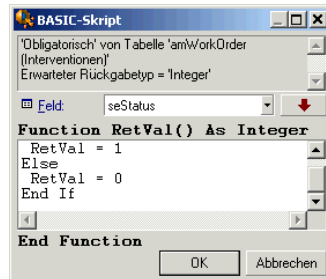 BASIC-Skript
'Obligatorisch' von Tabelle 'amWorkOrder
(Interventionen)'
Erwarteter Rückgabetyp = 'Integer'
Feld: seStatus
Function RetVal() As Integer
RetVal = 1
Else
RetVal = 0
End If
End Function
OK Abbrechen